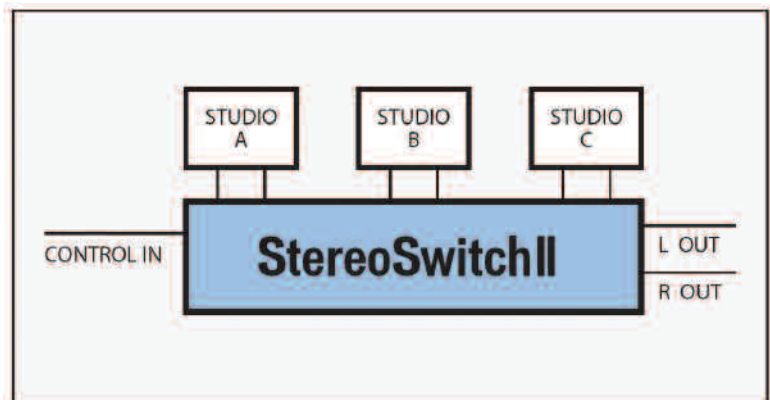 STUDIO
A
STUDIO
B
STUDIO
C
CONTROL IN
StereoSwitchII
L OUT
R OUT